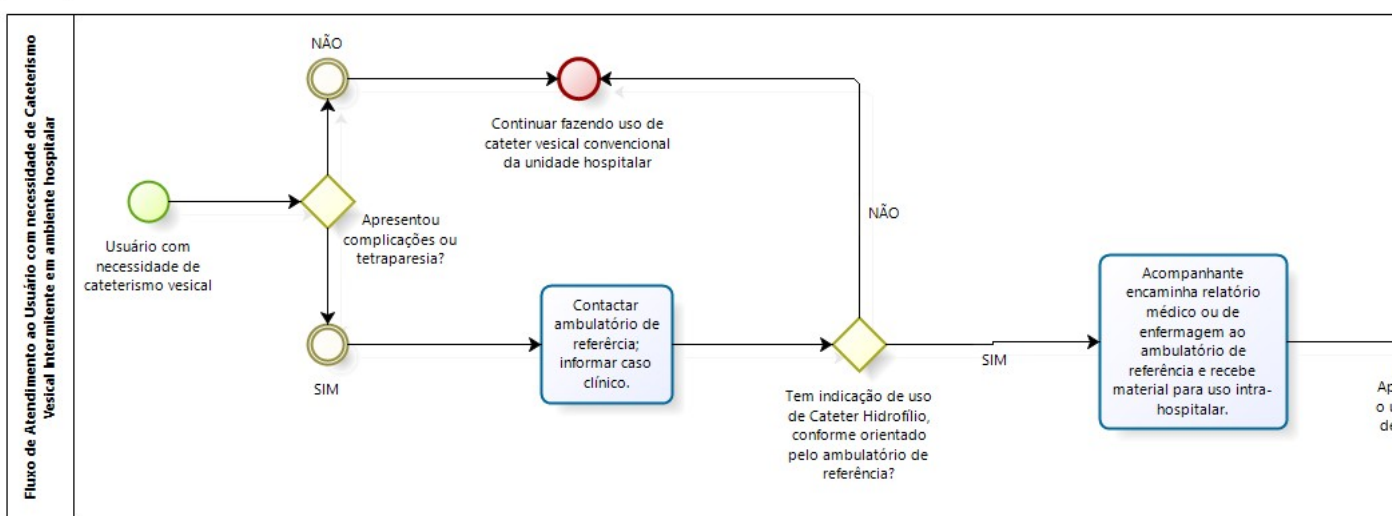 Fluxo de Atendimento ao Usuário com necessidade de Cateterismo
Vesical Intermitente em ambiente hospitalar
Usuário com
necessidade de
cateterismo vesical
NÃO
Apresentou
complicações ou
tetraparesia?
SIM
Continuar fazendo uso de
cateter vesical convencional
da unidade hospitalar
Contactar
ambulatório de
referêrcia;
informar caso
clínico.
NÃO
Tem indicação de uso
de Cateter Hidrofílio,
conforme orientado
pelo ambulatório de
referência?
SIM
Acompanhante
encaminha relatório
médico ou de
enfermagem ao
ambulatório de
referência e recebe
material para uso intra-
hospitalar.